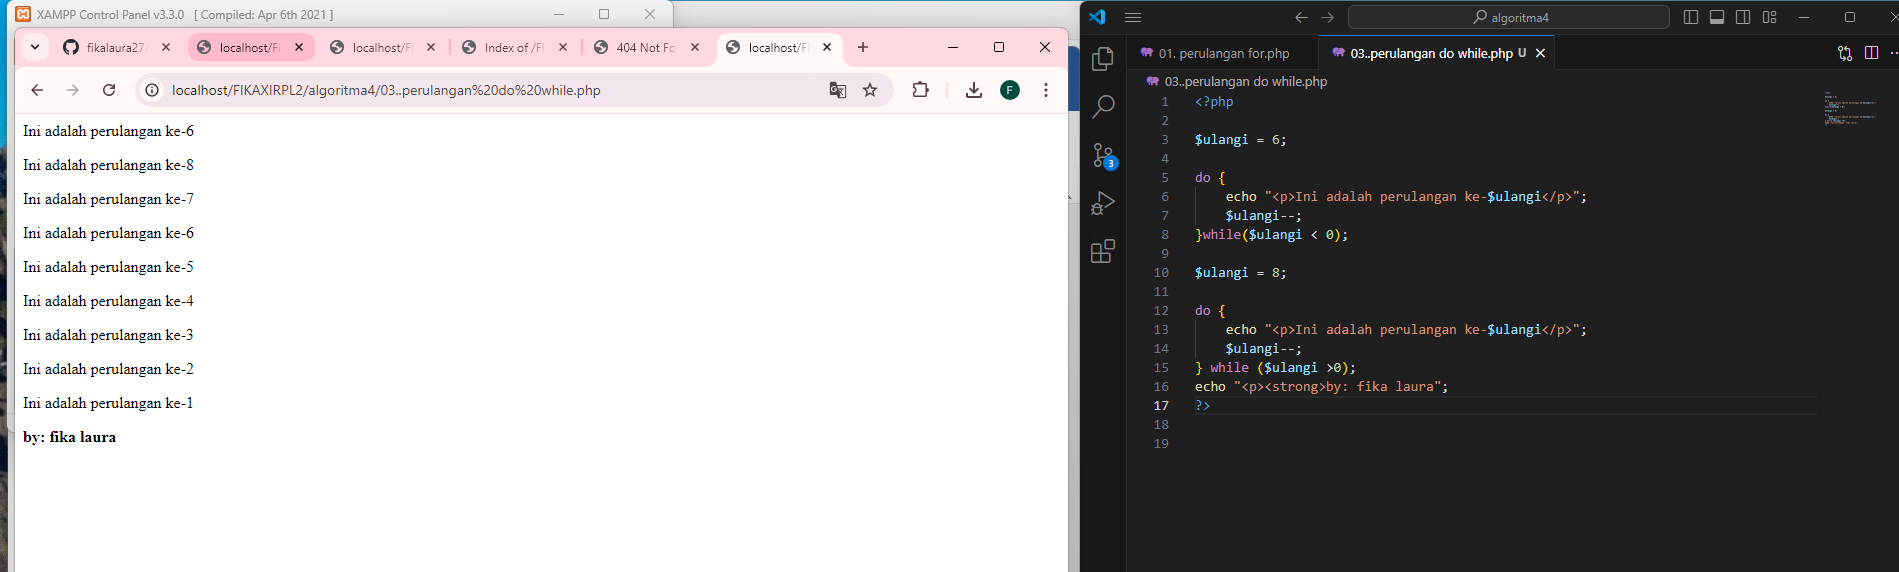 XAMPP Control Panel v3.3.0 [ Compiled: Apr 6th 2021 ]
fikalaura27/
localhost/FI
localhost/FI
Index of /FI
404 Not Fo
localhost/FI
localhost/FIKAXIRPL2/algoritma4/03..perulangan%20do%20while.php
F
Ini adalah perulangan ke-6
Ini adalah perulangan ke-8
Ini adalah perulangan ke-7
Ini adalah perulangan ke-6
Ini adalah perulangan ke-5
Ini adalah perulangan ke-4
Ini adalah perulangan ke-3
Ini adalah perulangan ke-2
Ini adalah perulangan ke-1
by: fika laura
algoritma4
01. perulangan for.php
03..perulangan do while.php U
03..perulangan do while.php
3
1 <?php
2
3 $ulangi = 6;
4
5 do {
6 echo "<p>Ini adalah perulangan ke-$ulangi</p>";
7 $ulangi--;
8 }while($ulangi < 0);
9
10 $ulangi = 8;
11
12 do {
13 echo "<p>Ini adalah perulangan ke-$ulangi</p>";
14 $ulangi--;
15 } while ($ulangi >0);
16 echo "<p><strong>by: fika laura";
17 ?>
18
19